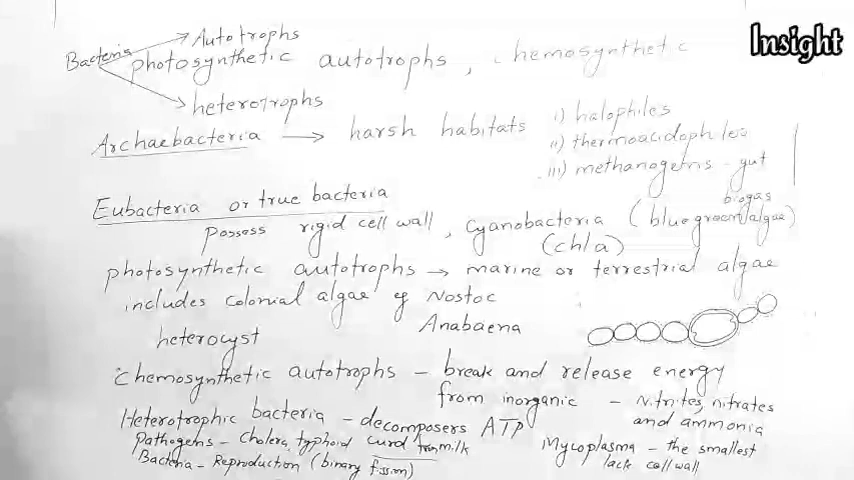 Insight
Bacteria Autotrophs
photosynthetic autotrophs, chemosynthetic
heterotrophs
Archaebacteria → harsh habitats
i) halophiles
ii) thermoacidophiles
iii) methanogens - gut
biogas
Eubacteria or true bacteria
possess rigid cell wall, Cyanobacteria (blue green algae)
(chl a)
photosynthetic autotrophs → marine or terrestrial algae
includes colonial algae eg Nostoc
Anabaena
heterocyst
Chemosynthetic autotrophs - break and release energy
from inorganic - Nitrites, nitrates
and ammonia
Heterotrophic bacteria - decomposers ATP
Pathogens - Cholera, typhoid curd from milk
Bacteria - Reproduction (binary fission)
Mycoplasma - the smallest
lack cell wall